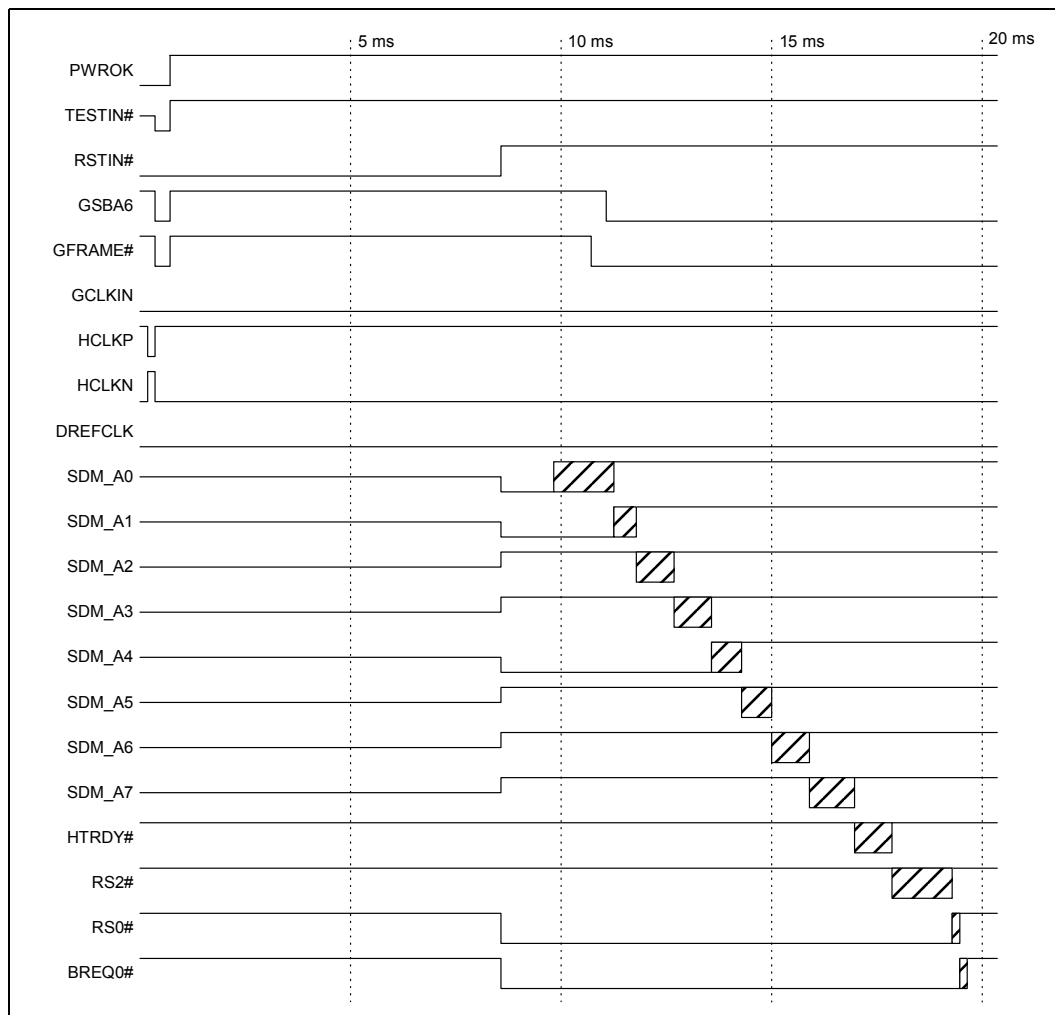 5 ms
10 ms
15 ms
20 ms
PWROK
TESTIN#
RSTIN#
GSBA6
GFRAME#
GCLKIN
HCLKP
HCLKN
DREFCLK
SDM_A0
SDM_A1
SDM_A2
SDM_A3
SDM_A4
SDM_A5
SDM_A6
SDM_A7
HTRDY#
RS2#
RS0#
BREQ0#